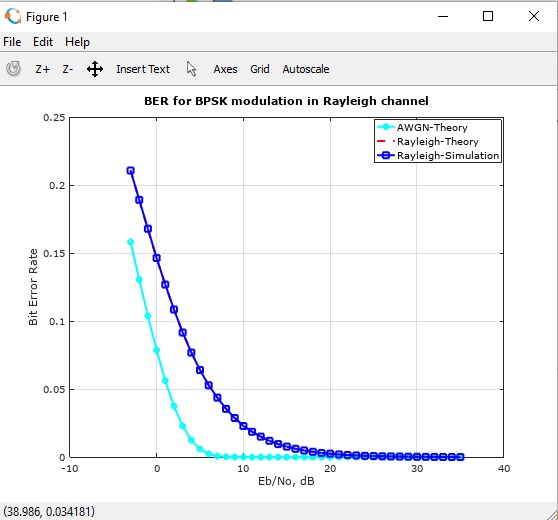 Figure 1
File Edit Help
Z+ Z- Insert Text Axes Grid Autoscale
BER for BPSK modulation in Rayleigh channel
AWGN-Theory
Rayleigh-Theory
Rayleigh-Simulation
Bit Error Rate
0.25
0.2
0.15
0.1
0.05
0
-10 0 10 20 30 40
Eb/No, dB
(38.986, 0.034181)